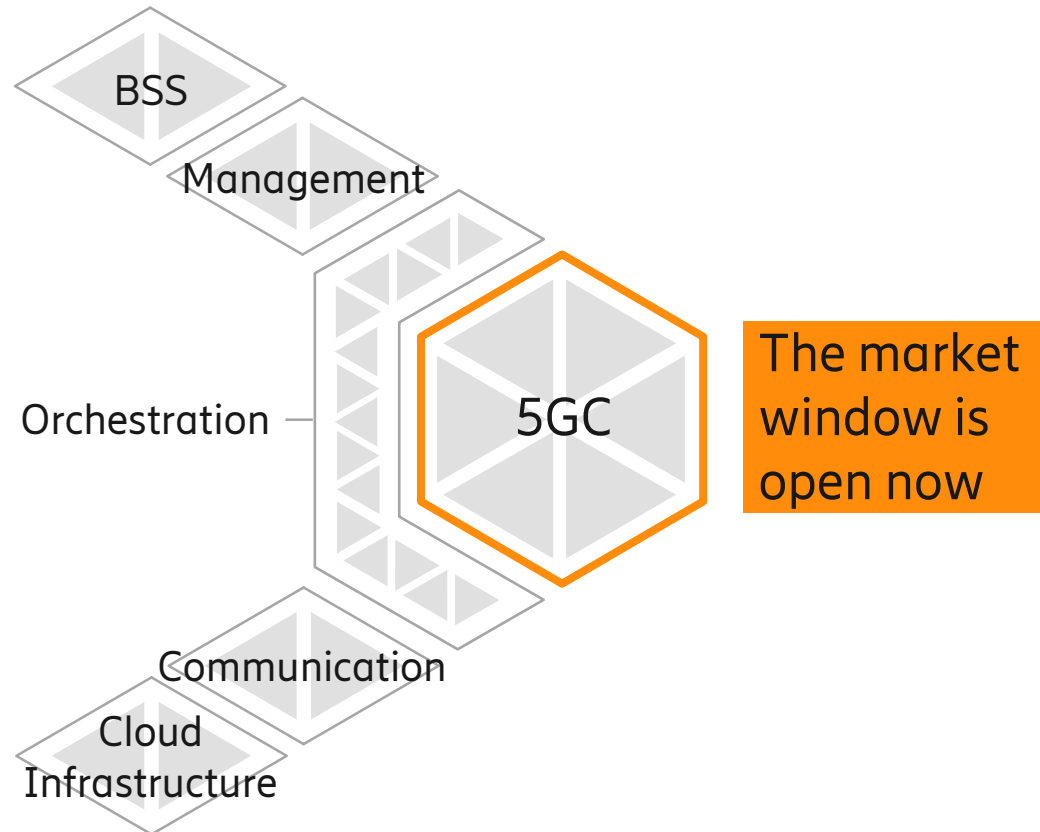 BSS
Management
Orchestration
5GC
The market
window is
open now
Communication
Cloud
Infrastructure